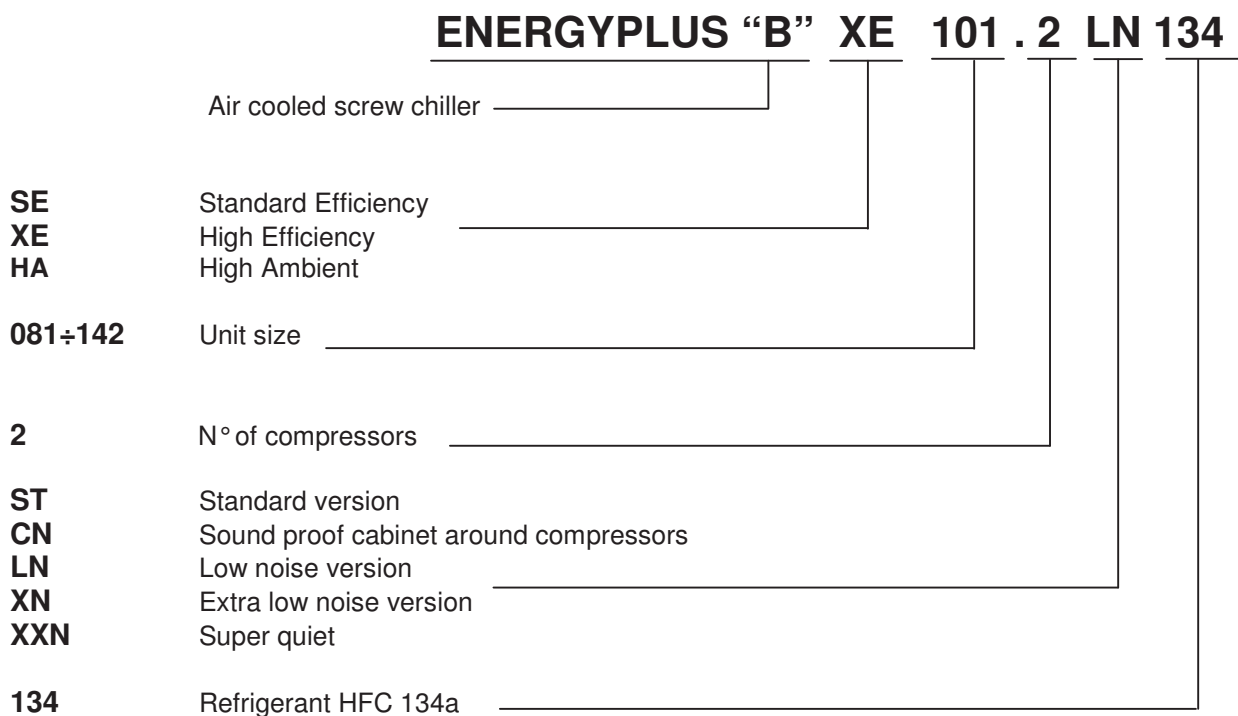 ENERGYPLUS “B” XE 101 . 2 LN 134
Air cooled screw chiller
SE Standard Efficiency
XE High Efficiency
HA High Ambient
081÷142 Unit size
2 N° of compressors
ST Standard version
CN Sound proof cabinet around compressors
LN Low noise version
XN Extra low noise version
XXN Super quiet
134 Refrigerant HFC 134a